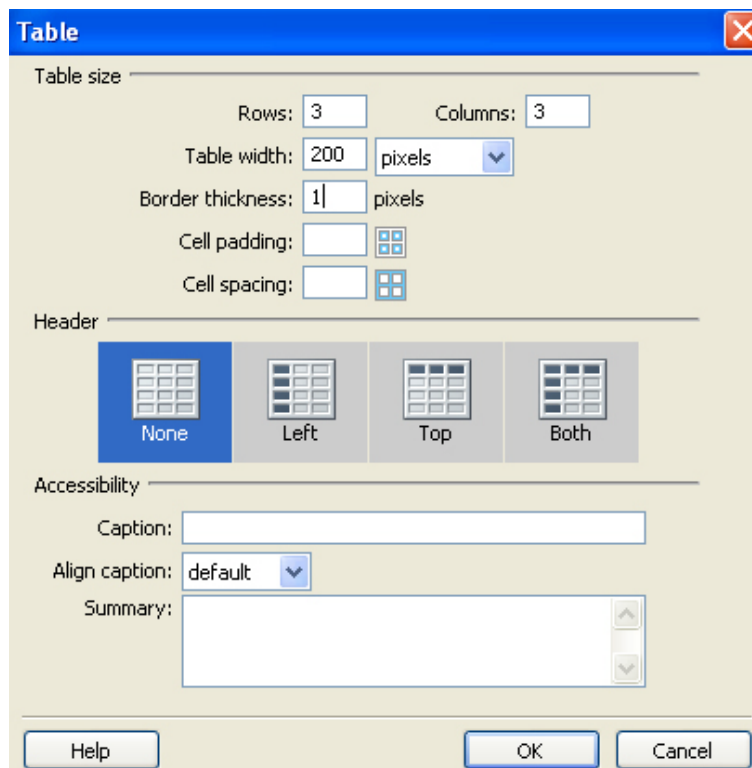 Table
Table size
Rows: 3 Columns: 3
Table width: 200 pixels
Border thickness: 1 pixels
Cell padding:
Cell spacing:
Header
None Left Top Both
Accessibility
Caption:
Align caption: default
Summary:
Help OK Cancel